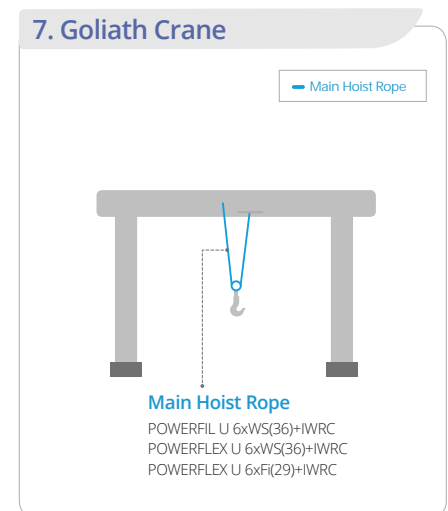 7. Goliath Crane
Main Hoist Rope
Main Hoist Rope
POWERFIL U 6xWS(36)+IWRC
POWERFLEX U 6xWS(36)+IWRC
POWERFLEX U 6xFi(29)+IWRC